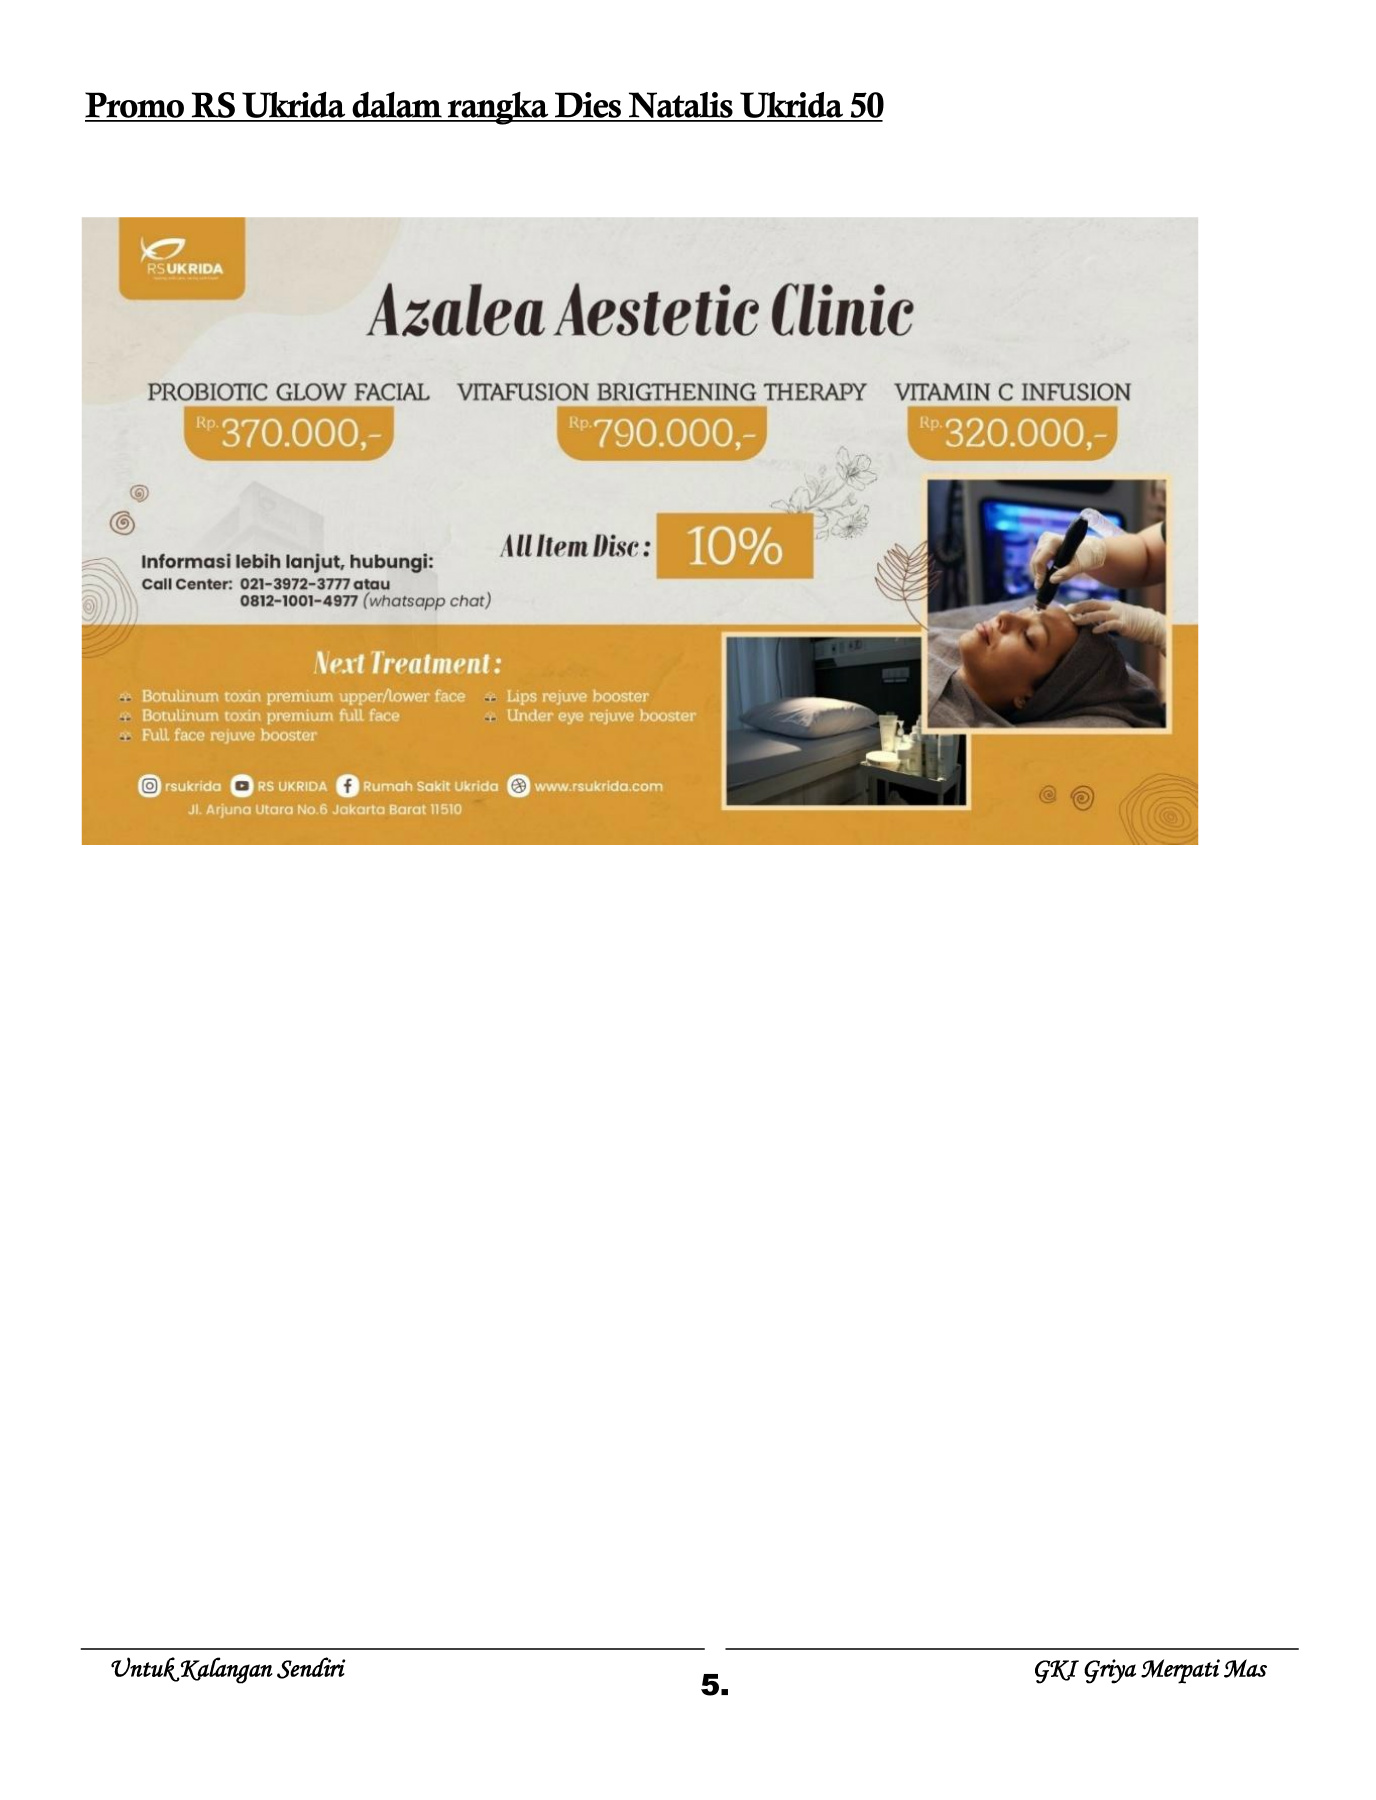 Promo RS Ukrida dalam rangka Dies Natalis Ukrida 50
RS UKRIDA
Azalea Aestetic Clinic
PROBIOTIC GLOW FACIAL
Rp. 370.000,-
VITAFUSION BRIGTHENING THERAPY
Rp. 790.000,-
VITAMIN C INFUSION
Rp. 320.000,-
All Item Disc : 10%
Informasi lebih lanjut, hubungi:
Call Center: 021-3972-3777 atau
0812-1001-4977 (whatsapp chat)
Next Treatment :
Botulinum toxin premium upper/lower face
Botulinum toxin premium full face
Full face rejuve booster
Lips rejuve booster
Under eye rejuve booster
rsukrida RS UKRIDA Rumah Sakit Ukrida www.rsukrida.com
Jl. Arjuna Utara No.6 Jakarta Barat 11510
Untuk Kalangan Sendiri
5.
GKI Griya Merpati Mas